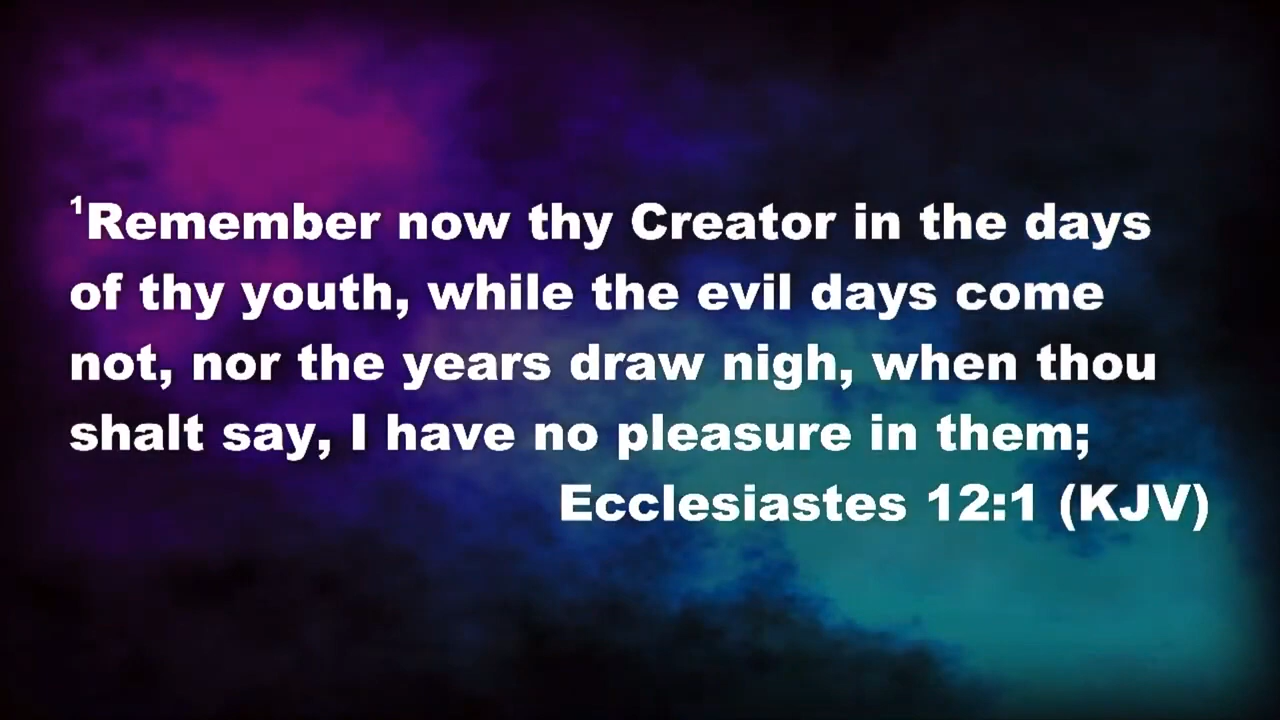 ¹Remember now thy Creator in the days
of thy youth, while the evil days come
not, nor the years draw nigh, when thou
shalt say, I have no pleasure in them;
Ecclesiastes 12:1 (KJV)